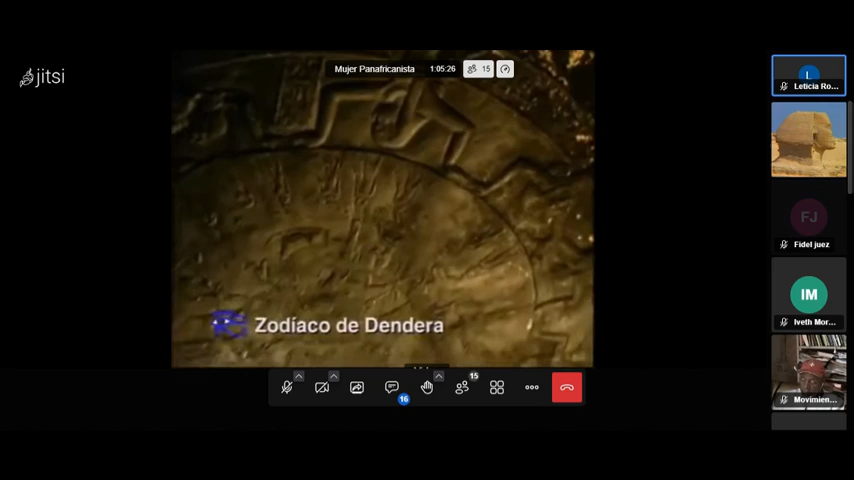 jitsi
Mujer Panafricanista 1:05:26 15
L
Leticia Ro...
FJ
Fidel juez
IM
Iveth Mor...
Movimien...
Zodíaco de Dendera
15
16